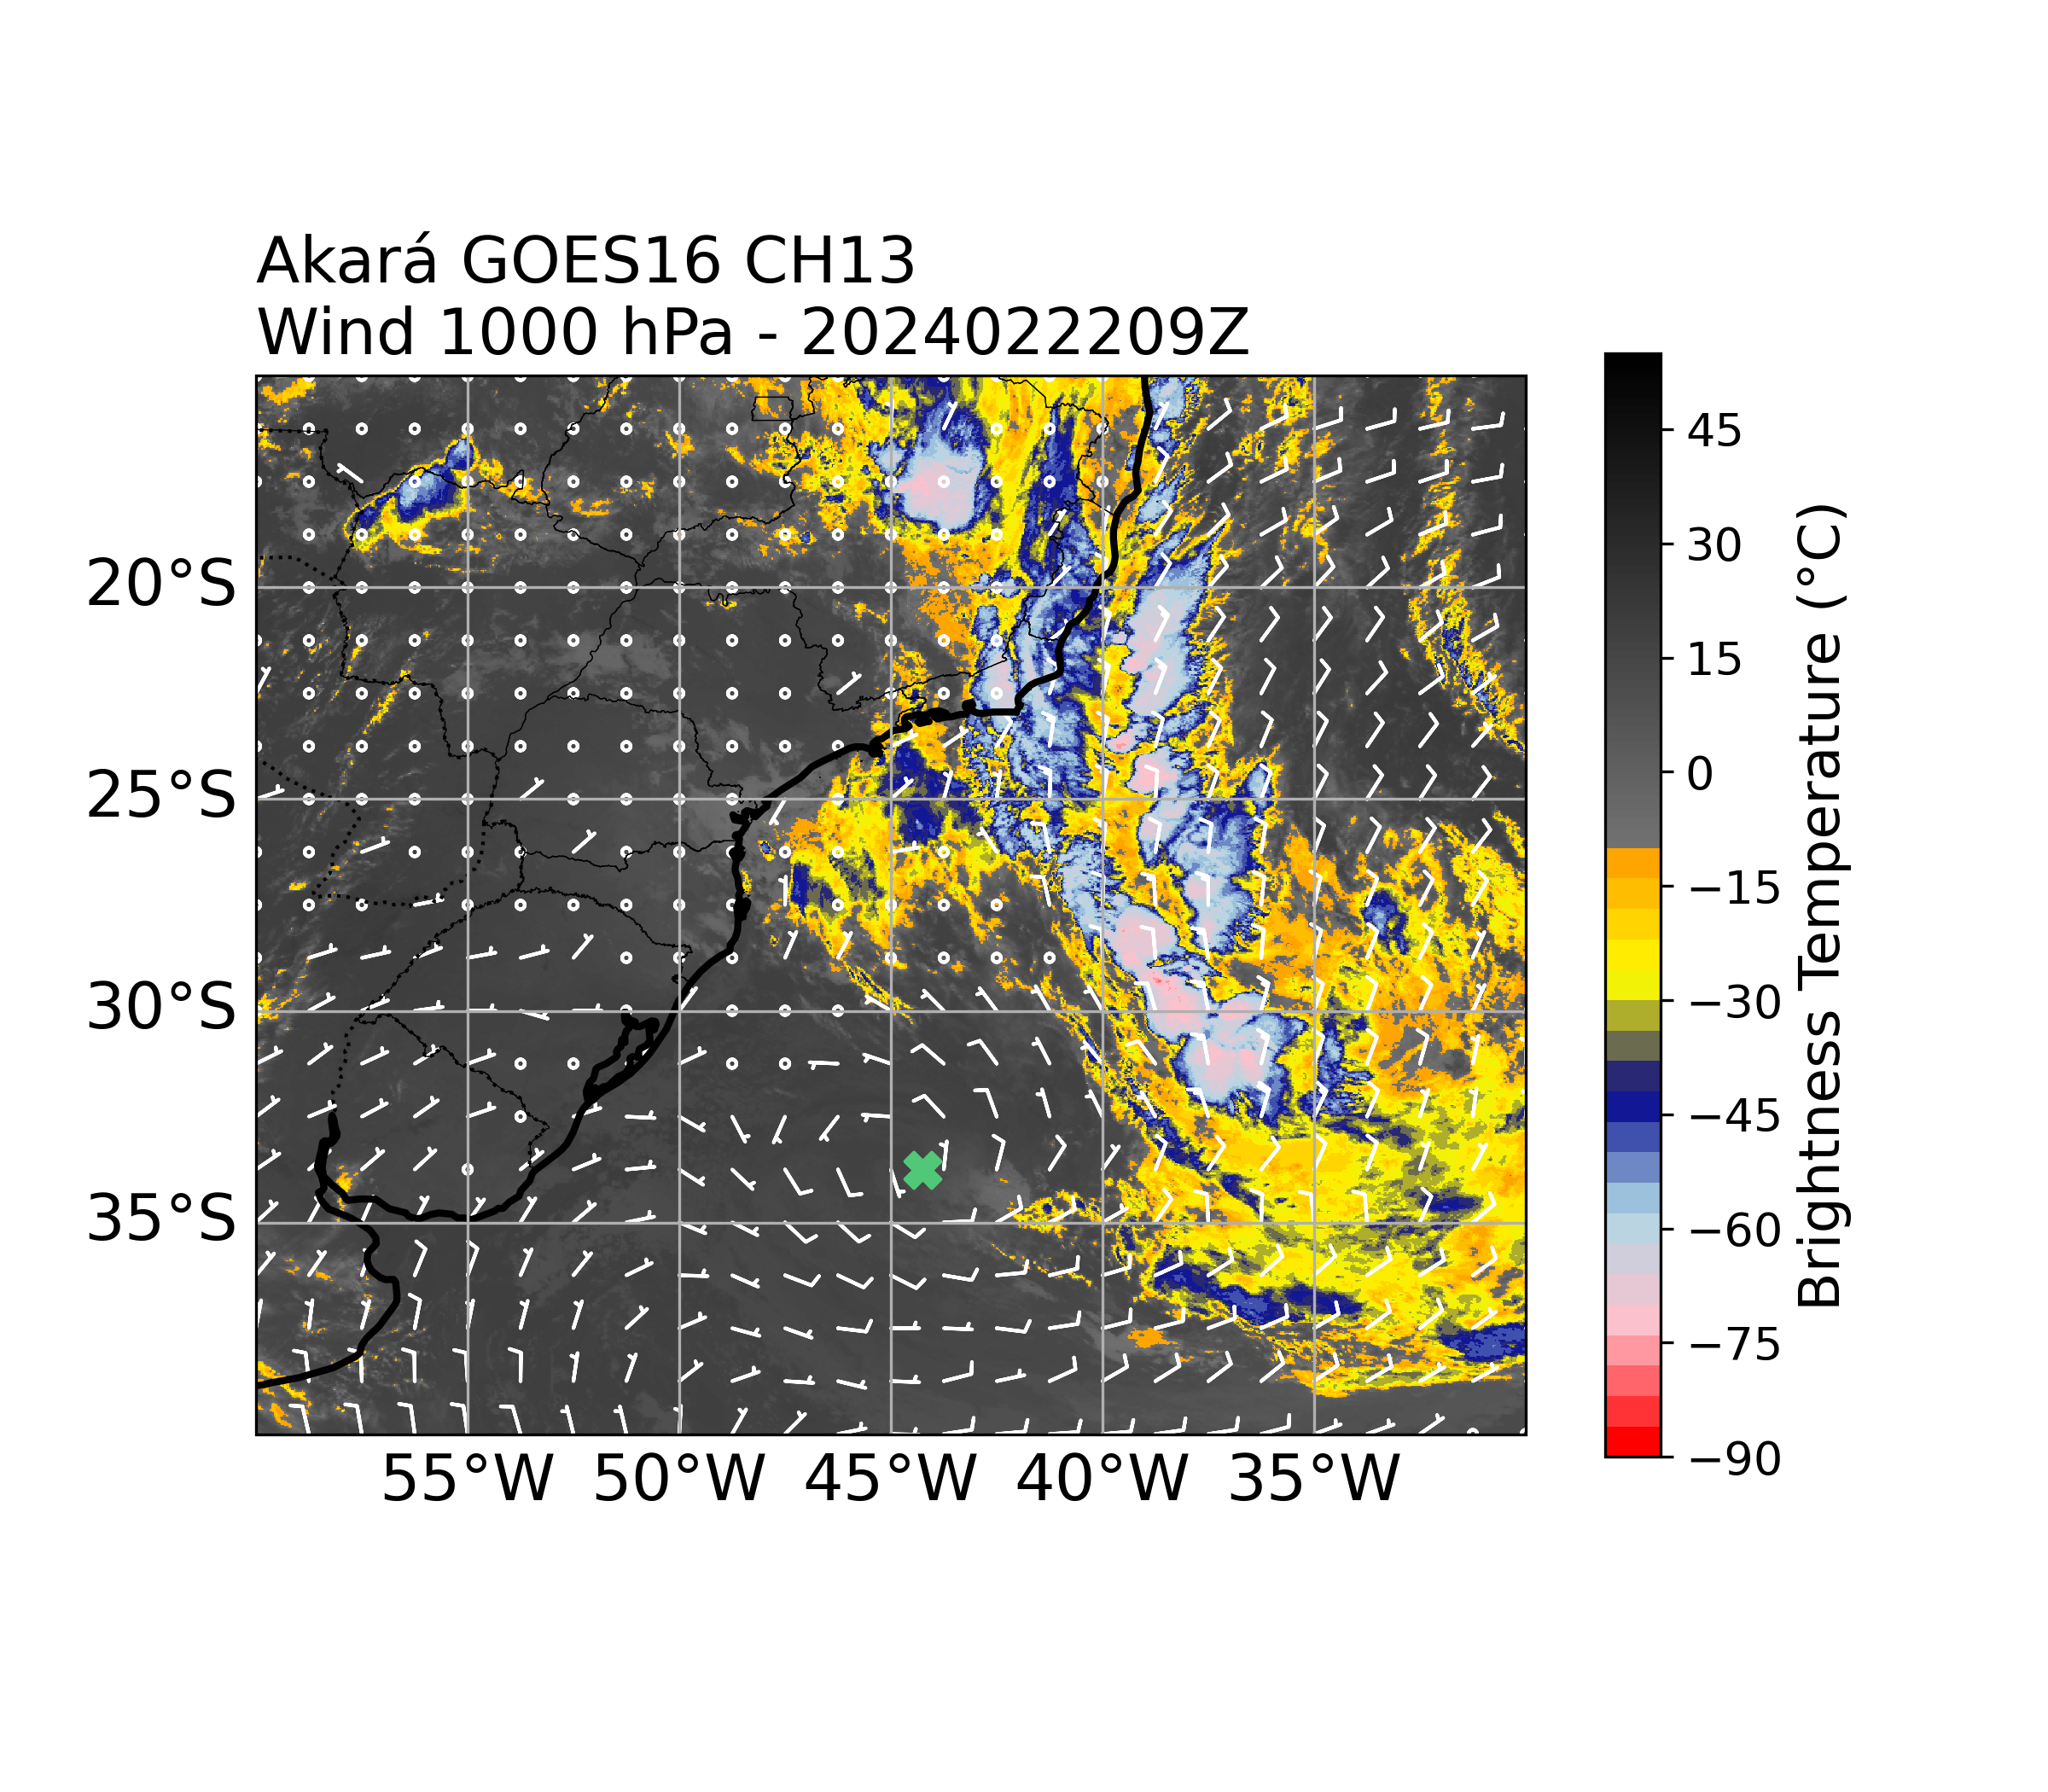 Akará GOES16 CH13
Wind 1000 hPa - 2024022209Z
20°S
25°S
30°S
35°S
55°W 50°W 45°W 40°W 35°W
45
30
15
0
−15
−30
−45
−60
−75
−90
Brightness Temperature (°C)